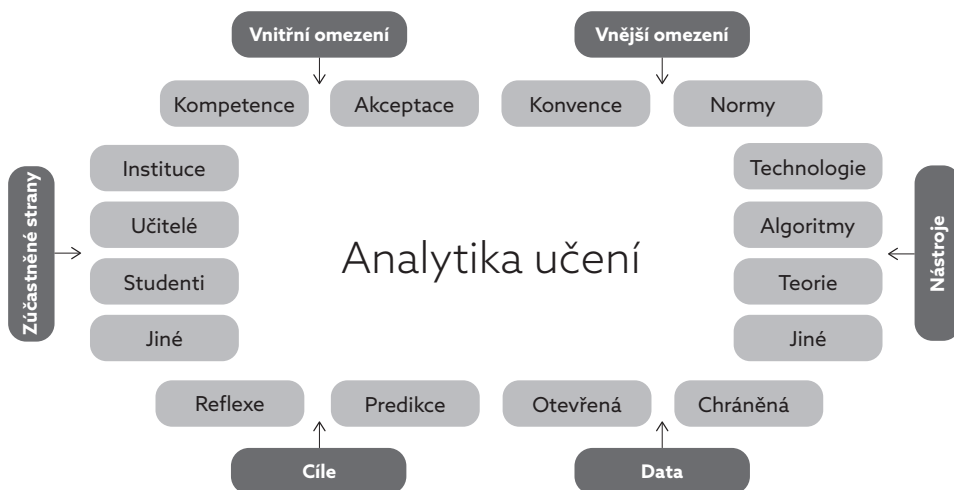 Vnitřní omezení
Vnější omezení
Kompetence
Akceptace
Konvence
Normy
Zúčastněné strany
Instituce
Učitelé
Studenti
Jiné
Analytika učení
Technologie
Algoritmy
Teorie
Jiné
Nástroje
Reflexe
Predikce
Otevřená
Chráněná
Cíle
Data